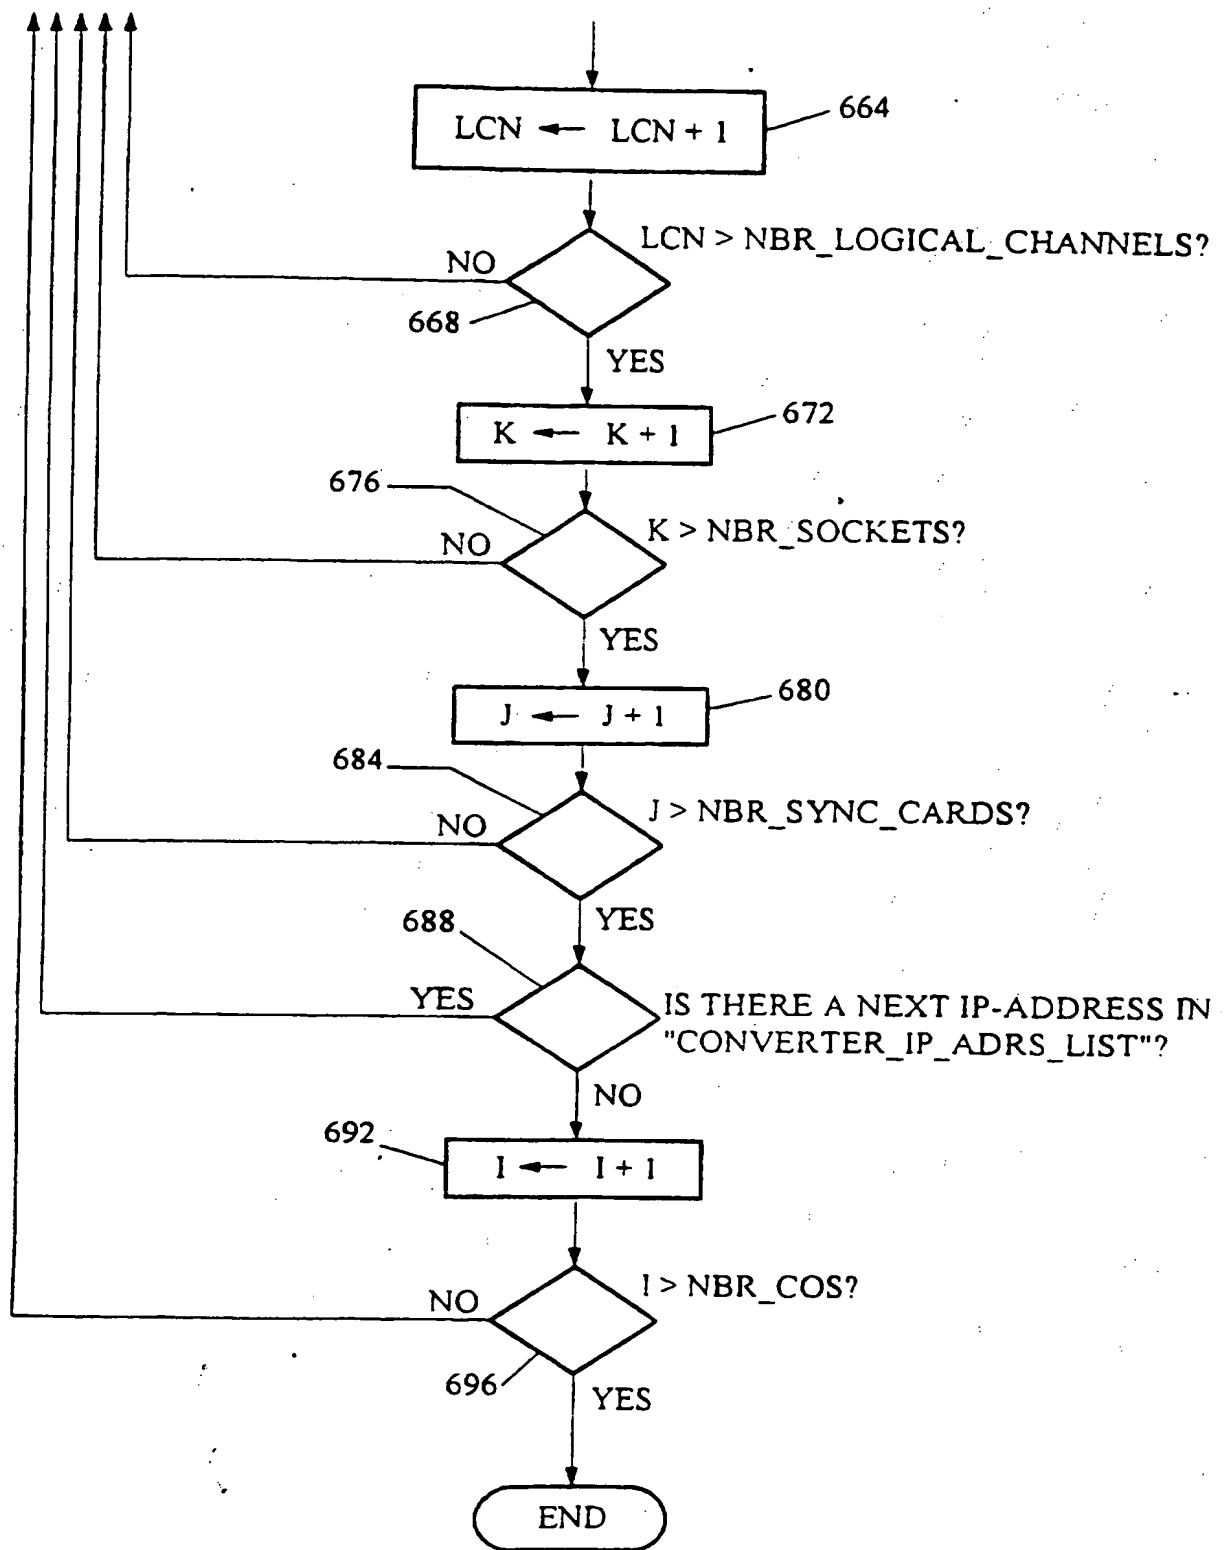 LCN ← LCN + 1
664
LCN > NBR_LOGICAL_CHANNELS?
NO
668
YES
K ← K + 1
672
676
K > NBR_SOCKETS?
NO
YES
J ← J + 1
680
684
J > NBR_SYNC_CARDS?
NO
YES
688
YES
IS THERE A NEXT IP-ADDRESS IN
"CONVERTER_IP_ADRS_LIST"?
NO
692
I ← I + 1
I > NBR_COS?
NO
696
YES
END